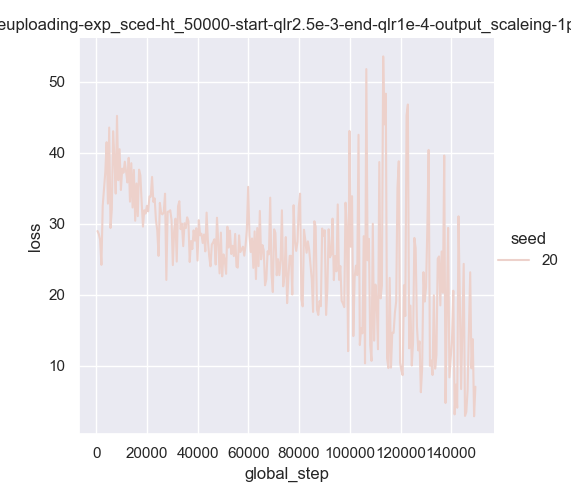 euploading-exp_sced-ht_50000-start-qlr2.5e-3-end-qlr1e-4-output_scaleing-1p
50
40
30
20
10
loss
seed
20
0 20000 40000 60000 80000 100000 120000 140000
global_step